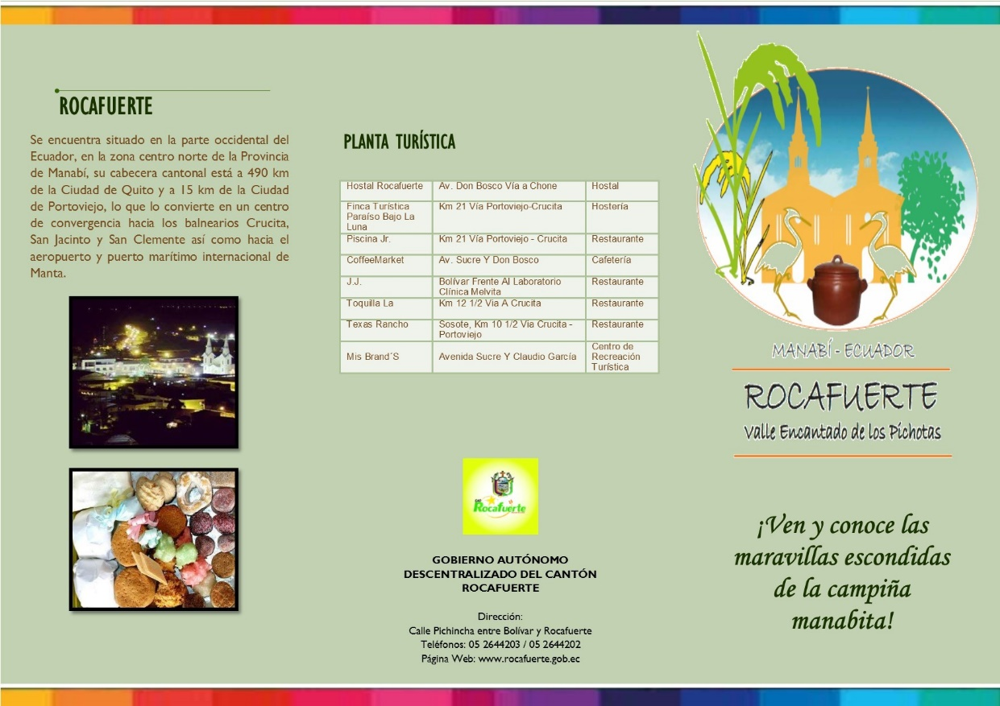 ROCAFUERTE
Se encuentra situado en la parte occidental del
Ecuador, en la zona centro norte de la Provincia
de Manabí, su cabecera cantonal está a 490 km
de la Ciudad de Quito y a 15 km de la Ciudad
de Portoviejo, lo que lo convierte en un centro
de convergencia hacia los balnearios Crucita,
San Jacinto y San Clemente así como hacia el
aeropuerto y puerto marítimo internacional de
Manta.
PLANTA TURÍSTICA
Hostal Rocafuerte Av. Don Bosco Vía a Chone Hostal
Finca Turística Km 21 Vía Portoviejo-Crucita Hostería
Paraíso Bajo La
Luna
Piscina Jr. Km 21 Vía Portoviejo - Crucita Restaurante
CoffeeMarket Av. Sucre Y Don Bosco Cafetería
J.J. Bolívar Frente Al Laboratorio Restaurante
Clínica Melvita
Toquilla La Km 12 1/2 Via A Crucita Restaurante
Texas Rancho Sosote, Km 10 1/2 Via Crucita - Restaurante
Portoviejo
Mis Brand´S Avenida Sucre Y Claudio García Centro de
Recreación
Turística
Rocafuerte
GOBIERNO AUTÓNOMO
DESCENTRALIZADO DEL CANTÓN
ROCAFUERTE
Dirección:
Calle Pichincha entre Bolívar y Rocafuerte
Teléfonos: 05 2644203 / 05 2644202
Página Web: www.rocafuerte.gob.ec
MANABÍ - ECUADOR
ROCAFUERTE
Valle Encantado de los Pichotas
¡Ven y conoce las
maravillas escondidas
de la campiña
manabita!